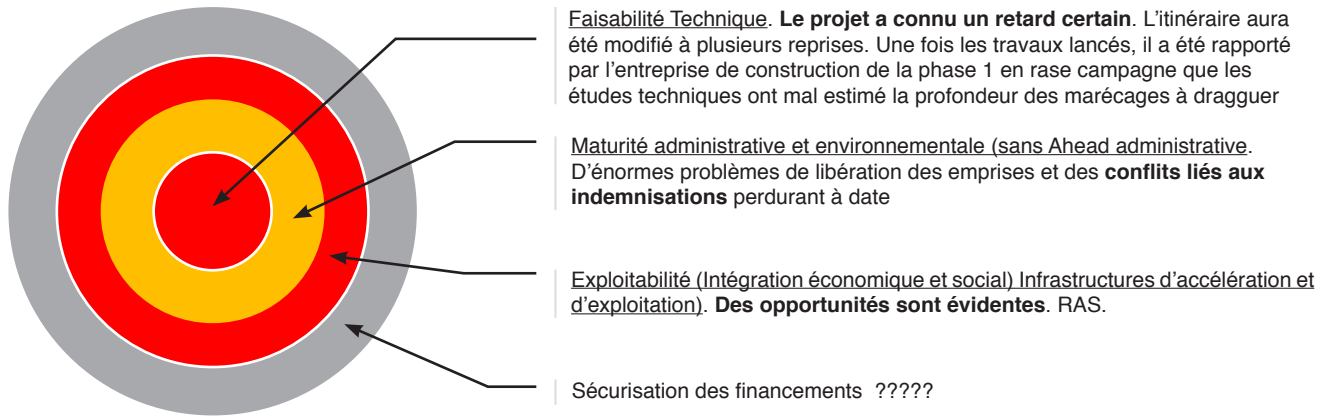 Faisabilité Technique. Le projet a connu un retard certain. L'itinéraire aura
été modifié à plusieurs reprises. Une fois les travaux lancés, il a été rapporté
par l'entreprise de construction de la phase 1 en rase campagne que les
études techniques ont mal estimé la profondeur des marécages à dragguer
Maturité administrative et environnementale (sans Ahead administrative.
D'énormes problèmes de libération des emprises et des conflits liés aux
indemnisations perdurant à date
Exploitabilité (Intégration économique et social) Infrastructures d'accélération et
d'exploitation). Des opportunités sont évidentes. RAS.
Sécurisation des financements ?????